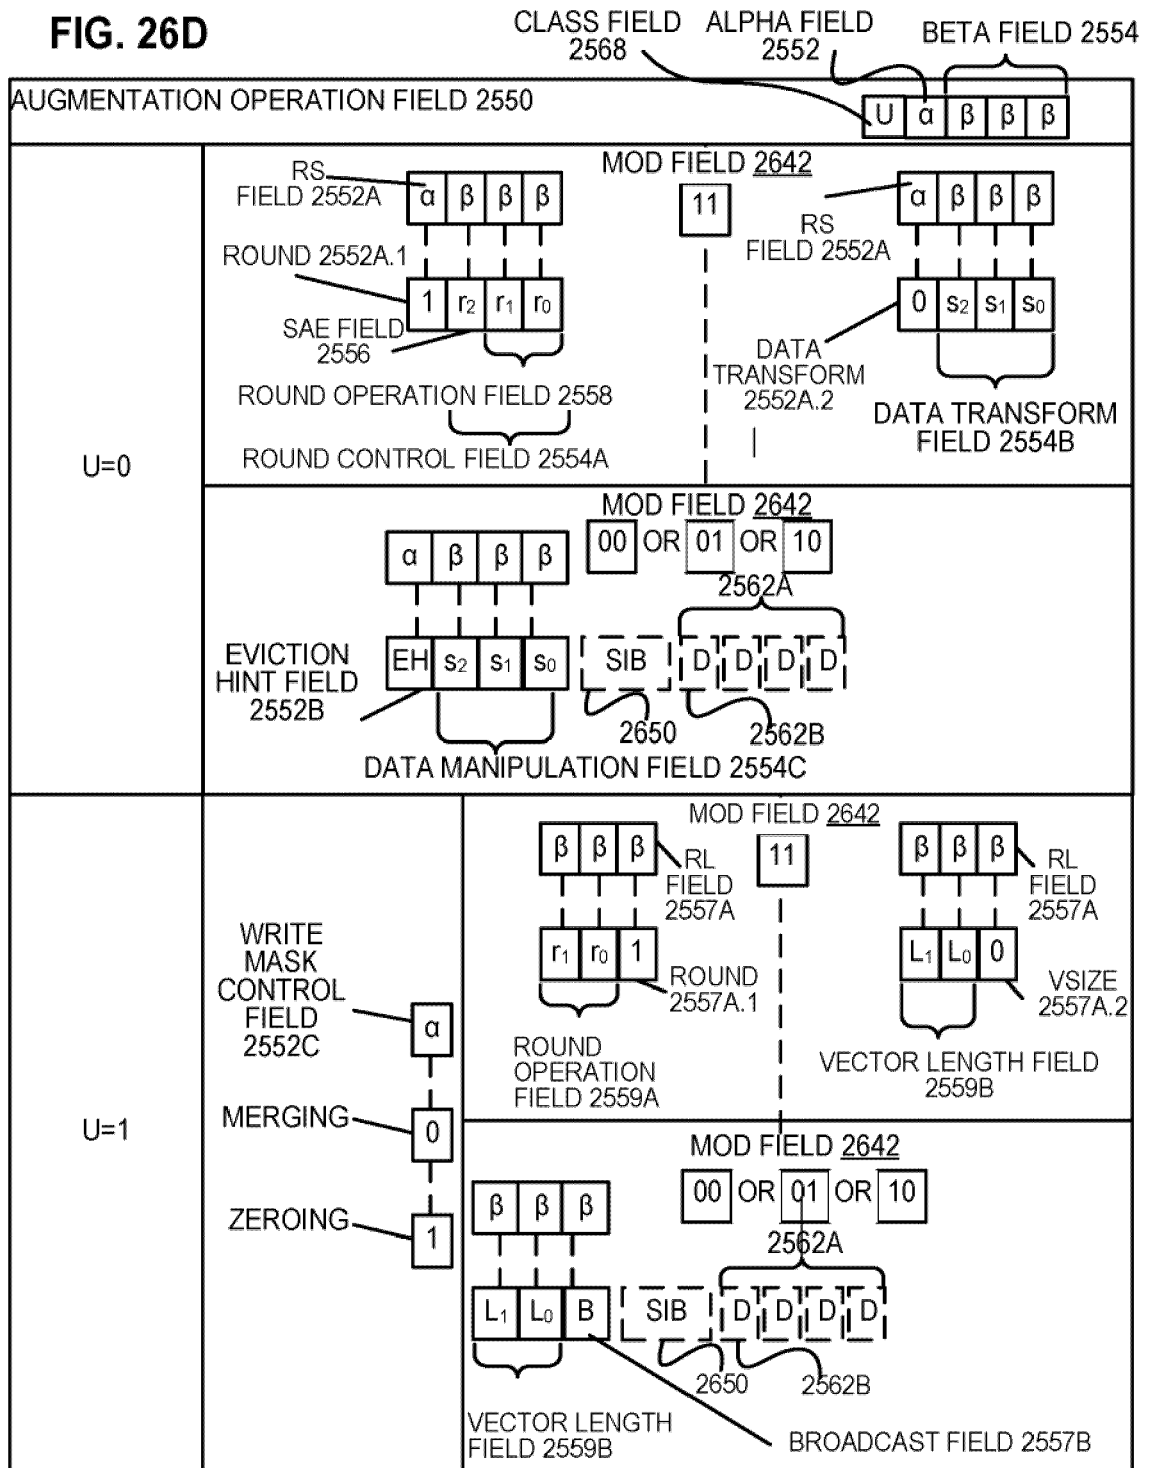 FIG. 26D
CLASS FIELD
2568
ALPHA FIELD
2552
BETA FIELD 2554
AUGMENTATION OPERATION FIELD 2550
U α β β β
U=0
MOD FIELD 2642
11
RS
FIELD 2552A
α β β β
ROUND 2552A.1
1 r2 r1 r0
SAE FIELD
2556
ROUND OPERATION FIELD 2558
ROUND CONTROL FIELD 2554A
α β β β
RS
FIELD 2552A
0 s2 s1 s0
DATA
TRANSFORM
2552A.2
DATA TRANSFORM
FIELD 2554B
MOD FIELD 2642
00 OR 01 OR 10
α β β β
2562A
EVICTION
HINT FIELD
2552B
EH s2 s1 s0 SIB D D D D
2650
2562B
DATA MANIPULATION FIELD 2554C
U=1
WRITE
MASK
CONTROL
FIELD
2552C
α
MERGING
0
ZEROING
1
MOD FIELD 2642
11
β β β
RL
FIELD
2557A
r1 r0 1
ROUND
2557A.1
ROUND
OPERATION
FIELD 2559A
β β β
RL
FIELD
2557A
L1 L0 0
VSIZE
2557A.2
VECTOR LENGTH FIELD
2559B
MOD FIELD 2642
00 OR 01 OR 10
β β β
2562A
L1 L0 B SIB D D D D
2650
2562B
VECTOR LENGTH
FIELD 2559B
BROADCAST FIELD 2557B